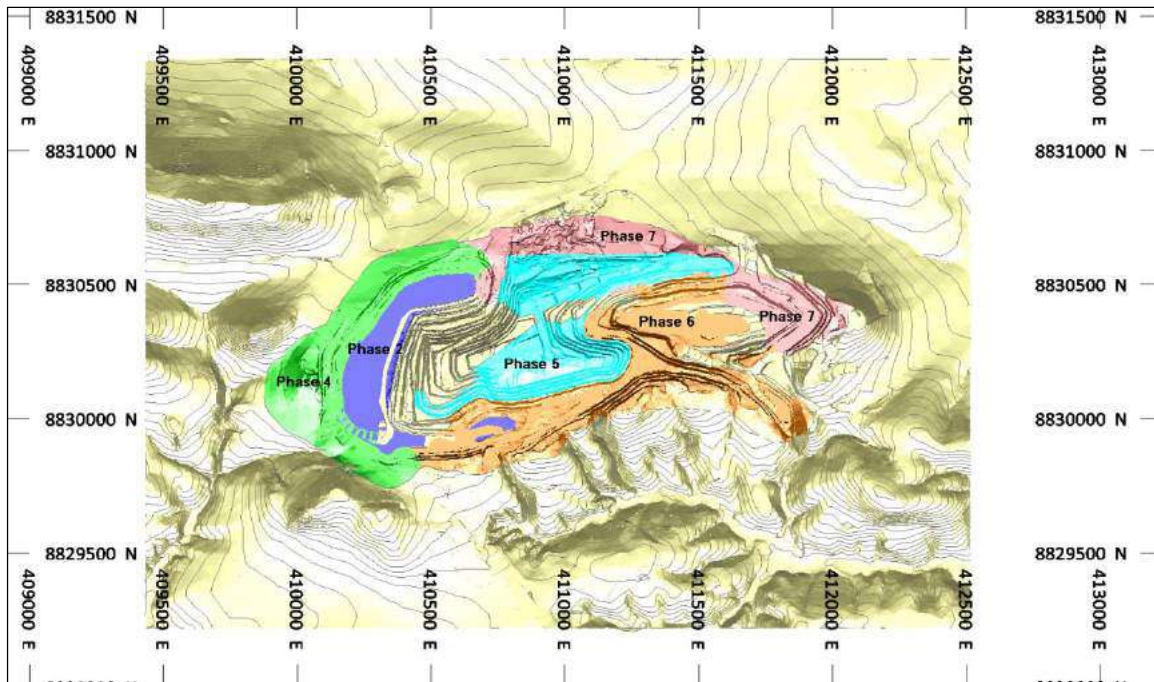 8831500 N
8831500 N
409000 E
409500 E
410000 E
410500 E
411000 E
411500 E
412000 E
412500 E
413000 E
8831000 N
8831000 N
Phase 7
8830500 N
8830500 N
Phase 7
Phase 6
Phase 2
Phase 5
Phase 4
8830000 N
8830000 N
8829500 N
8829500 N
409000 E
409500 E
410000 E
410500 E
411000 E
411500 E
412000 E
412500 E
413000 E